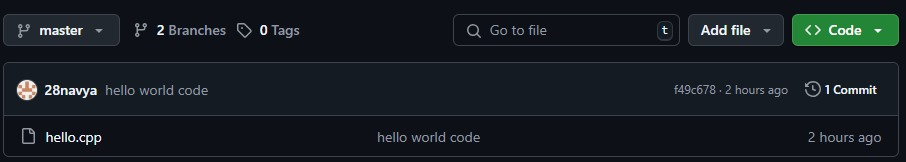 master 2 Branches 0 Tags Go to file t Add file Code
28navya hello world code f49c678 · 2 hours ago 1 Commit
hello.cpp hello world code 2 hours ago